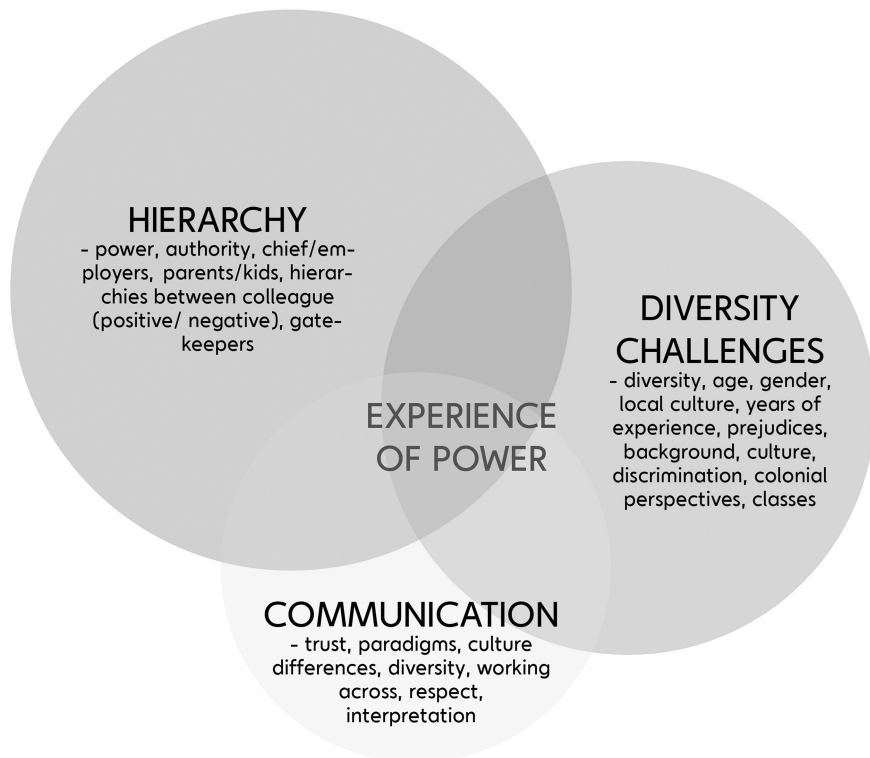 HIERARCHY
- power, authority, chief/em-
ployers, parents/kids, hierar-
chies between colleague
(positive/ negative), gate-
keepers
DIVERSITY
CHALLENGES
- diversity, age, gender,
local culture, years of
experience, prejudices,
background, culture,
discrimination, colonial
perspectives, classes
EXPERIENCE
OF POWER
COMMUNICATION
- trust, paradigms, culture
differences, diversity, working
across, respect,
interpretation